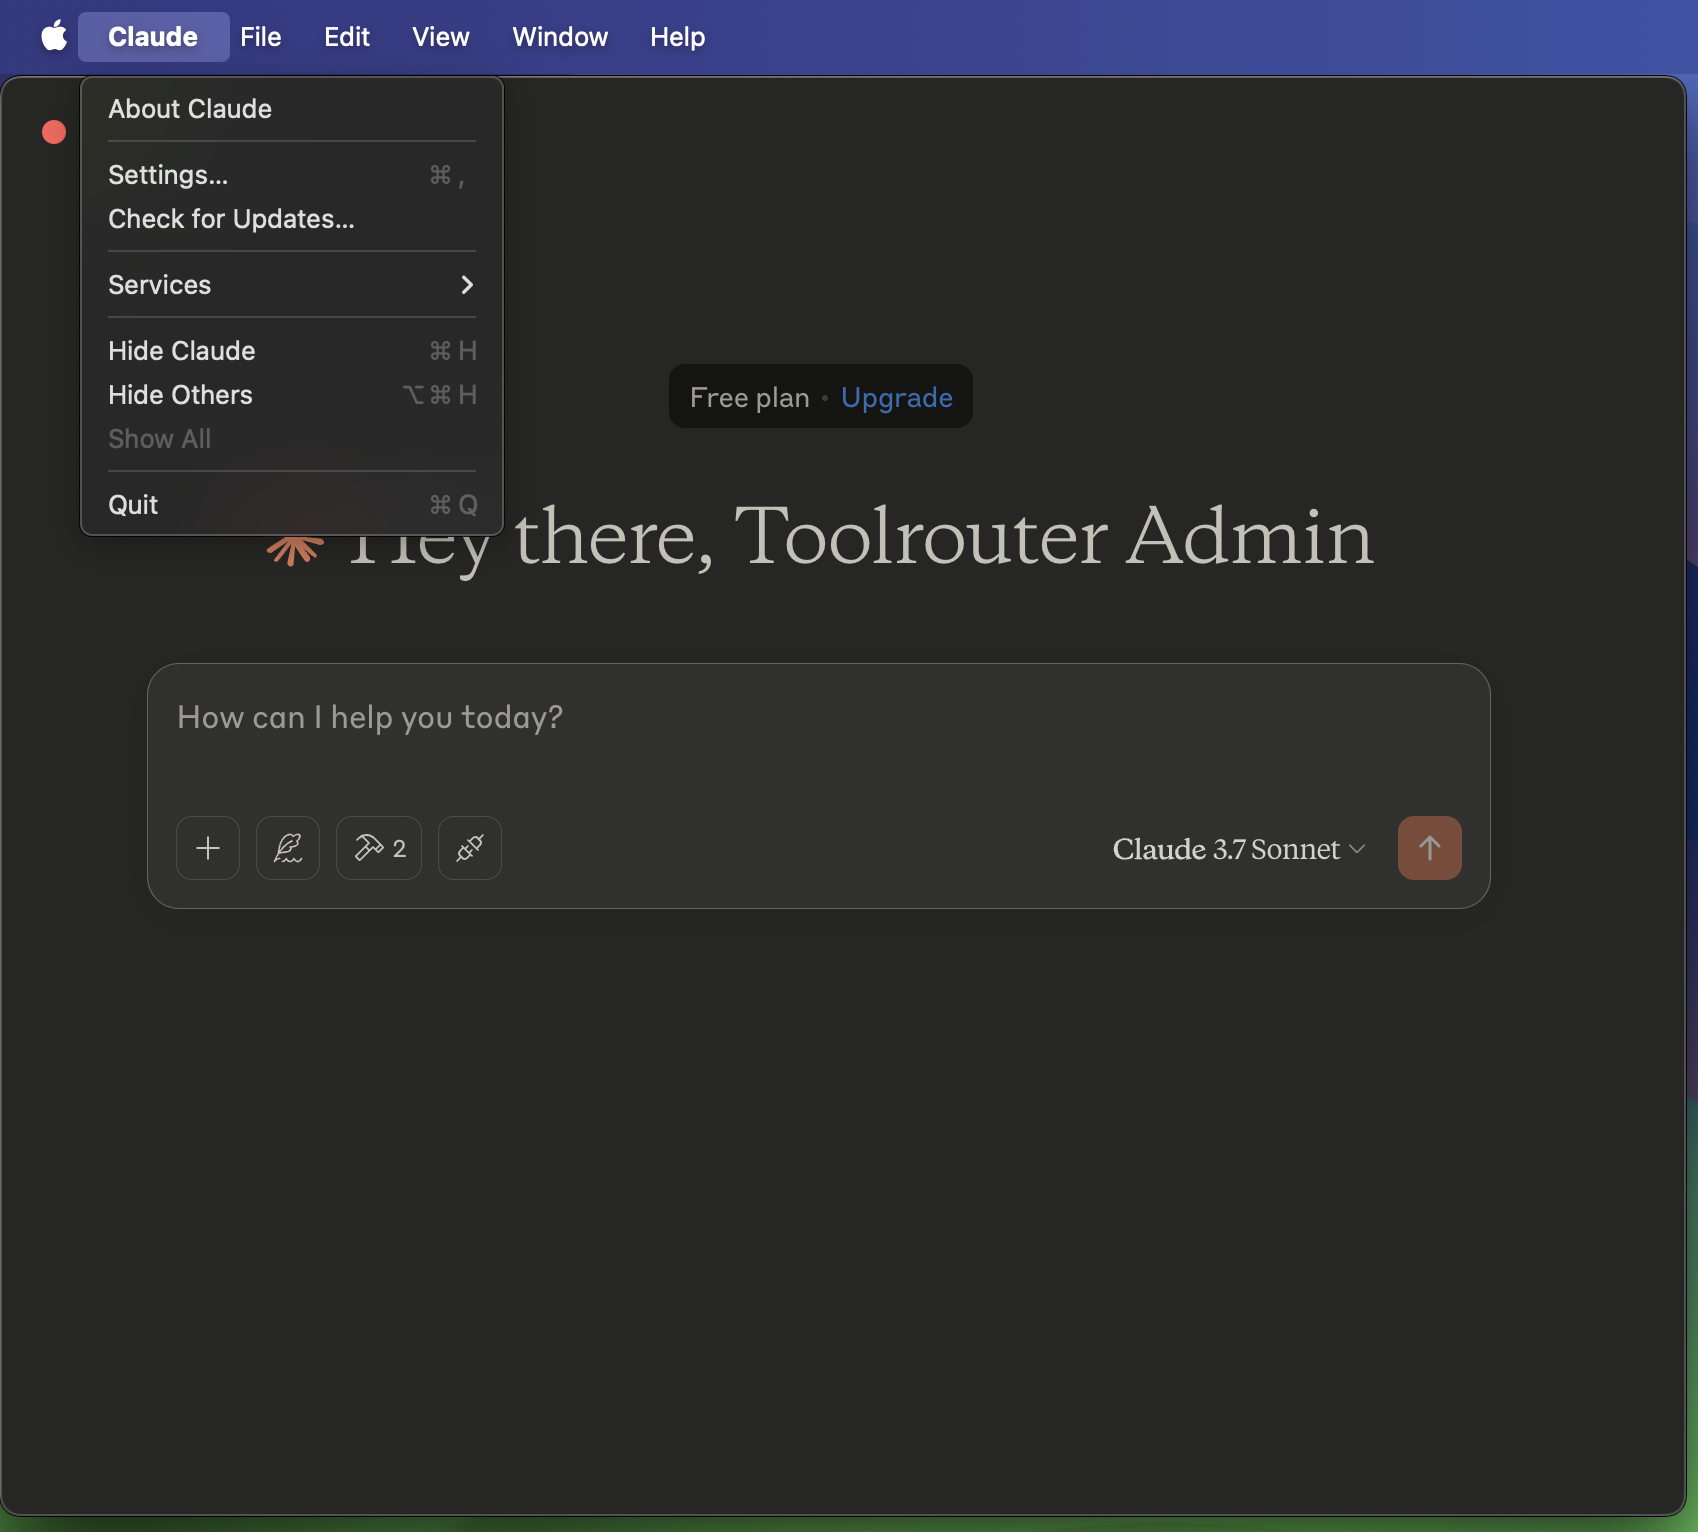 Claude File Edit View Window Help
About Claude
Settings... ⌘ ,
Check for Updates...
Services
Hide Claude ⌘ H
Hide Others ⌥ ⌘ H
Show All
Quit ⌘ Q
Free plan • Upgrade
Hey there, Toolrouter Admin
How can I help you today?
2
Claude 3.7 Sonnet